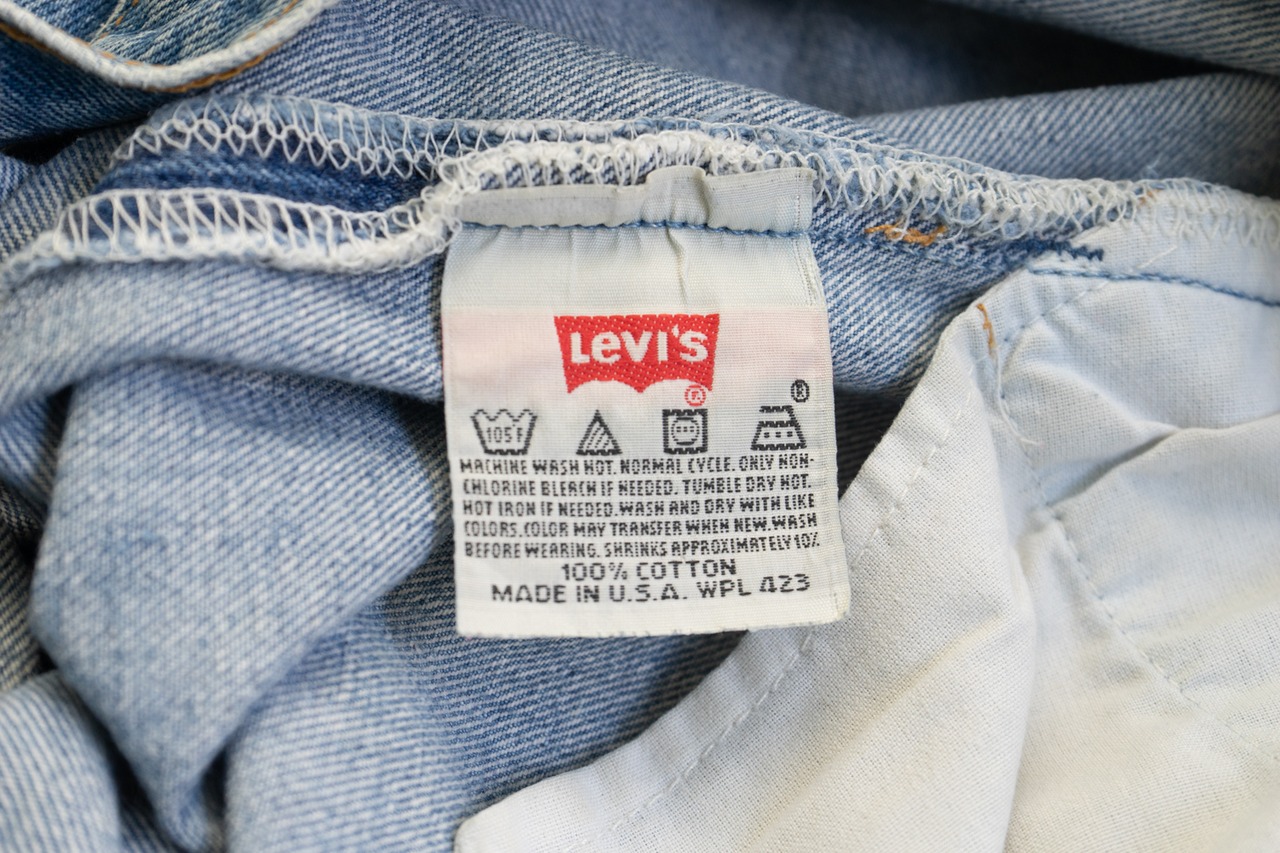 LEVI'S
®
®
105F
MACHINE WASH HOT. NORMAL CYCLE. ONLY NON-
CHLORINE BLEACH IF NEEDED. TUMBLE DRY HOT.
HOT IRON IF NEEDED. WASH AND DRY WITH LIKE
COLORS. COLOR MAY TRANSFER WHEN NEW. WASH
BEFORE WEARING. SHRINKS APPROXIMATELY 10%
100% COTTON
MADE IN U.S.A. WPL 423